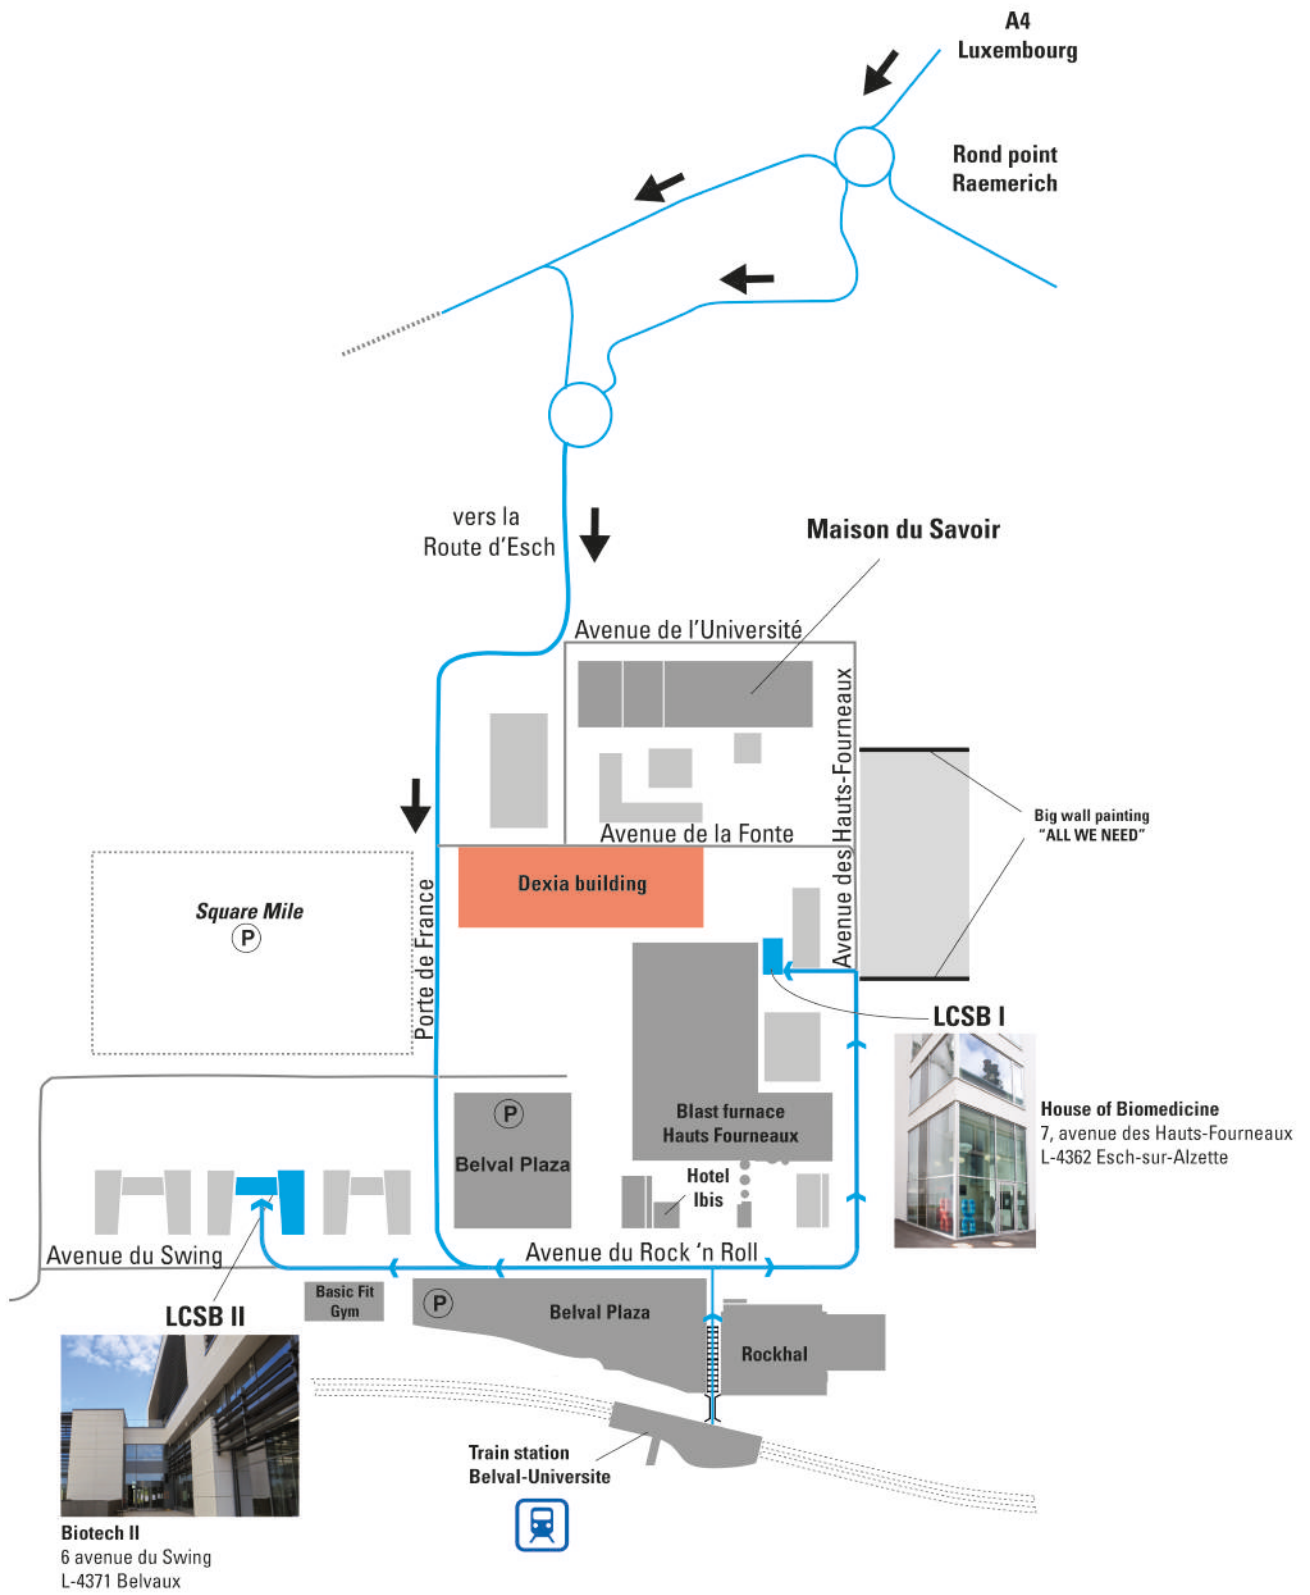 A4
Luxembourg
Rond point
Raemerich
vers la
Route d'Esch
Maison du Savoir
Avenue de l'Université
Avenue des Hauts-Fourneaux
Big wall painting
"ALL WE NEED"
Avenue de la Fonte
Dexia building
Square Mile
P
Porte de France
LCSB I
House of Biomedicine
7, avenue des Hauts-Fourneaux
L-4362 Esch-sur-Alzette
P
Belval Plaza
Blast furnace
Hauts Fourneaux
Hotel
Ibis
Avenue du Swing
Avenue du Rock 'n Roll
Basic Fit
Gym
P
Belval Plaza
Rockhal
LCSB II
Train station
Belval-Universite
Biotech II
6 avenue du Swing
L-4371 Belvaux